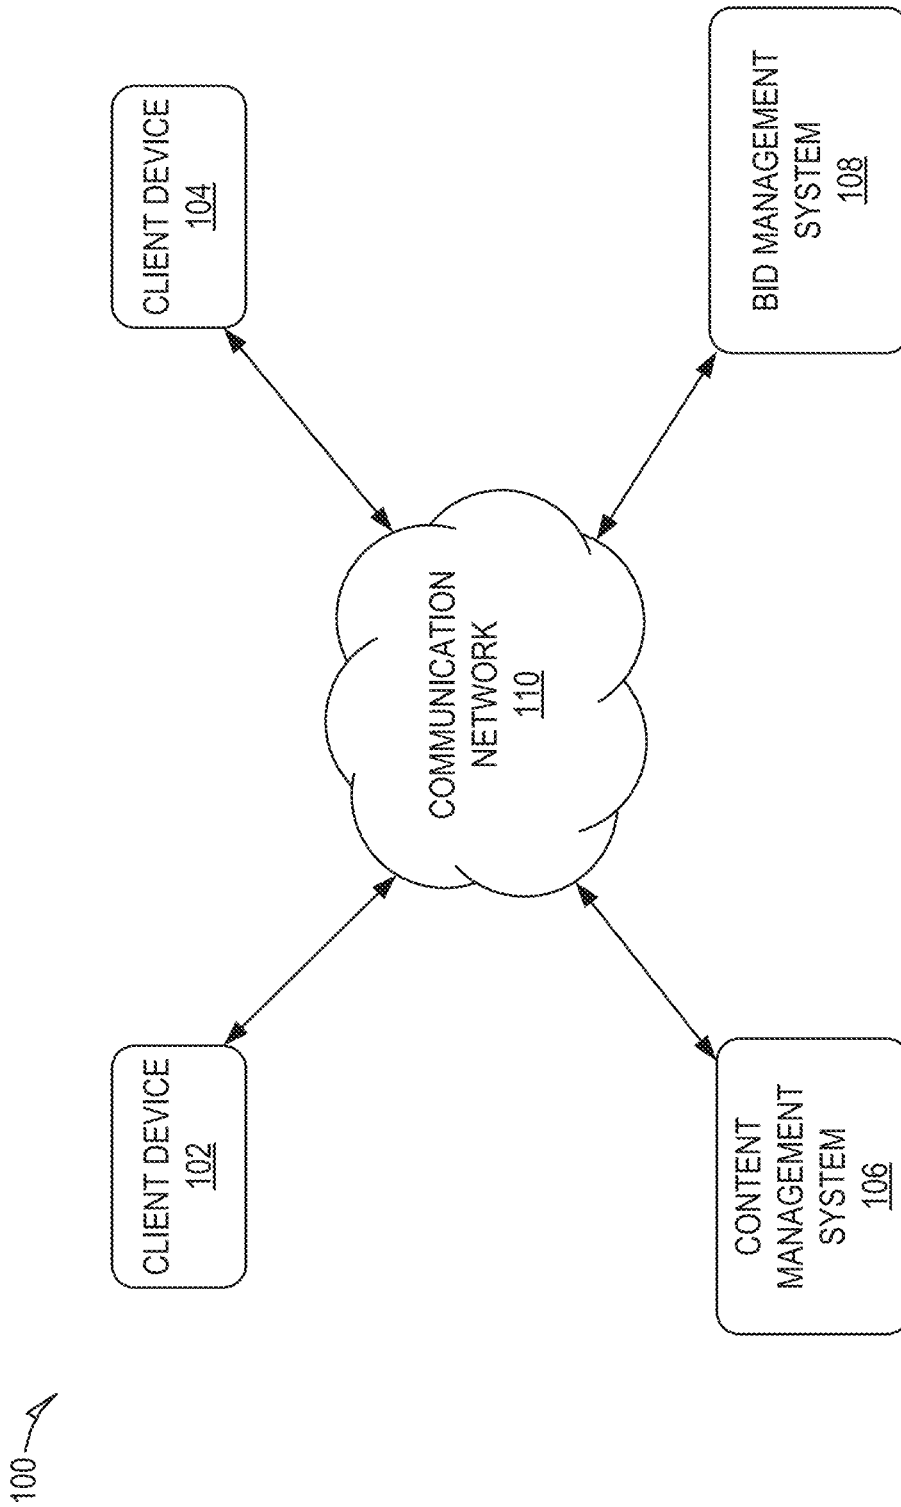 100
CLIENT DEVICE
102
CLIENT DEVICE
104
COMMUNICATION
NETWORK
110
CONTENT
MANAGEMENT
SYSTEM
106
BID MANAGEMENT
SYSTEM
108